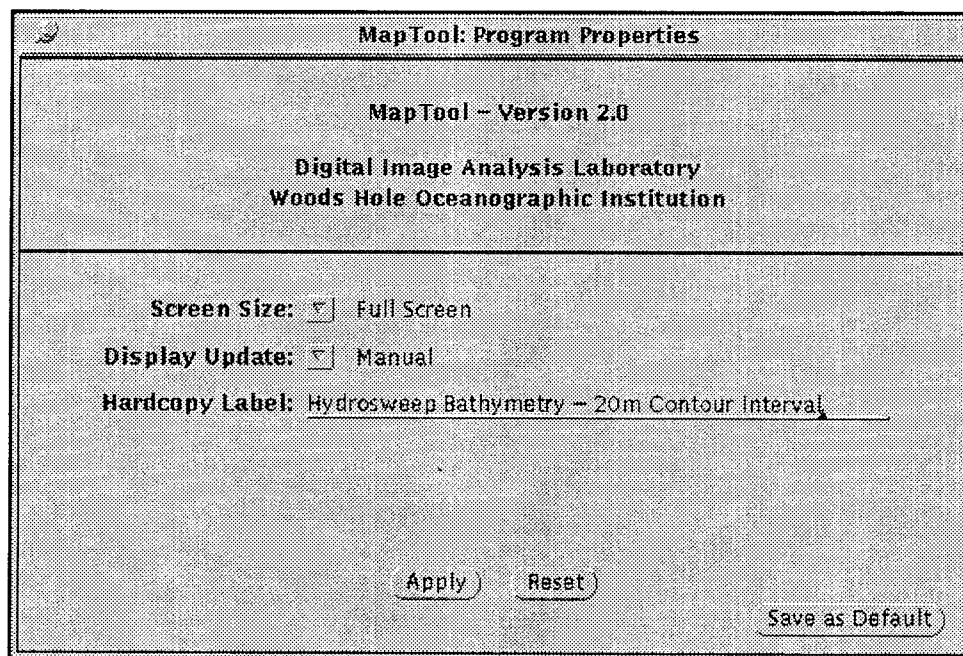 MapTool: Program Properties
MapTool – Version 2.0
Digital Image Analysis Laboratory
Woods Hole Oceanographic Institution
Screen Size: Full Screen
Display Update: Manual
Hardcopy Label: Hydrosweep Bathymetry – 20m Contour Interval
Apply Reset
Save as Default